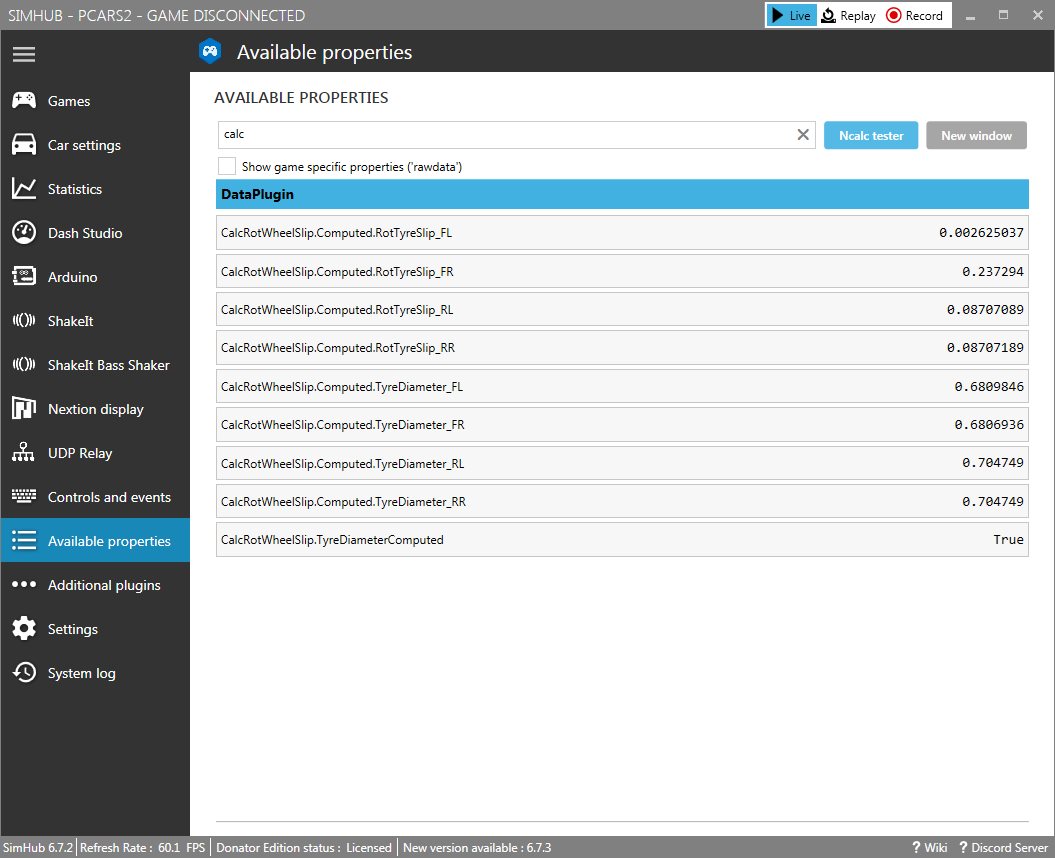 SIMHUB - PCARS2 - GAME DISCONNECTED
Live
Replay
Record
Available properties
Games
Car settings
Statistics
Dash Studio
Arduino
ShakeIt
ShakeIt Bass Shaker
Nextion display
UDP Relay
Controls and events
Available properties
Additional plugins
Settings
System log
AVAILABLE PROPERTIES
calc
Ncalc tester
New window
Show game specific properties ('rawdata')
DataPlugin
CalcRotWheelSlip.Computed.RotTyreSlip_FL 0.002625037
CalcRotWheelSlip.Computed.RotTyreSlip_FR 0.237294
CalcRotWheelSlip.Computed.RotTyreSlip_RL 0.08707089
CalcRotWheelSlip.Computed.RotTyreSlip_RR 0.08707189
CalcRotWheelSlip.Computed.TyreDiameter_FL 0.6809846
CalcRotWheelSlip.Computed.TyreDiameter_FR 0.6806936
CalcRotWheelSlip.Computed.TyreDiameter_RL 0.704749
CalcRotWheelSlip.Computed.TyreDiameter_RR 0.704749
CalcRotWheelSlip.TyreDiameterComputed True
SimHub 6.7.2 Refresh Rate : 60.1 FPS Donator Edition status : Licensed New version available : 6.7.3 ? Wiki ? Discord Server